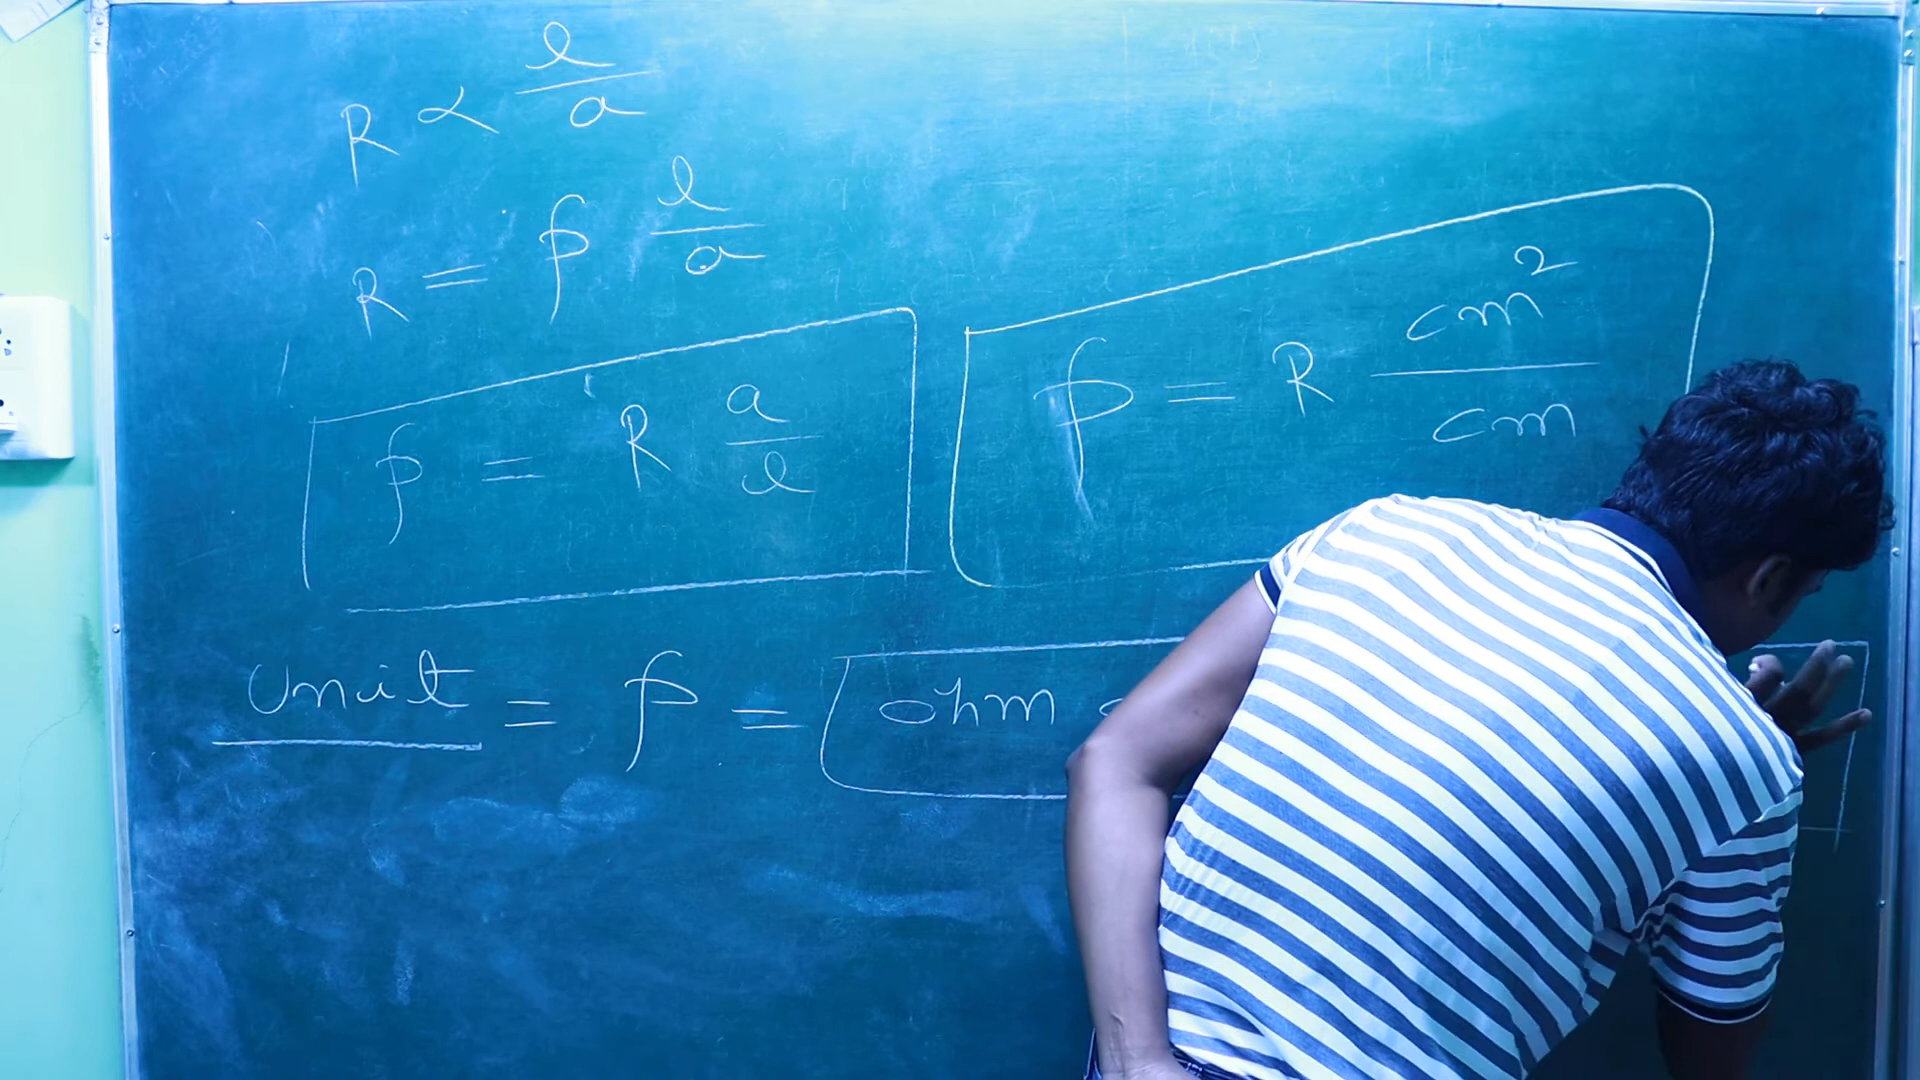 R ∝ l/a
R = ρ l/a
ρ = R a/l
ρ = R cm²/cm
unit = ρ = ohm